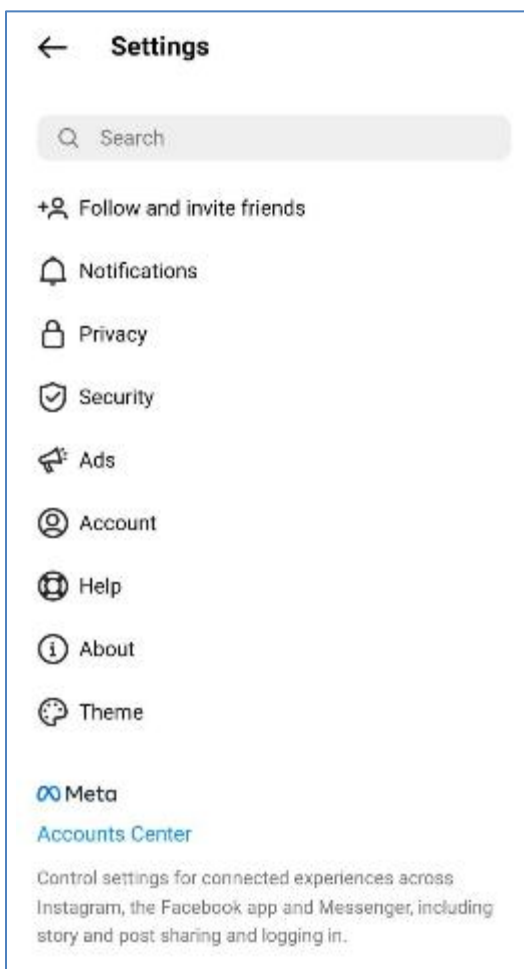 Settings
Search
Follow and invite friends
Notifications
Privacy
Security
Ads
Account
Help
About
Theme
Meta
Accounts Center
Control settings for connected experiences across
Instagram, the Facebook app and Messenger, including
story and post sharing and logging in.